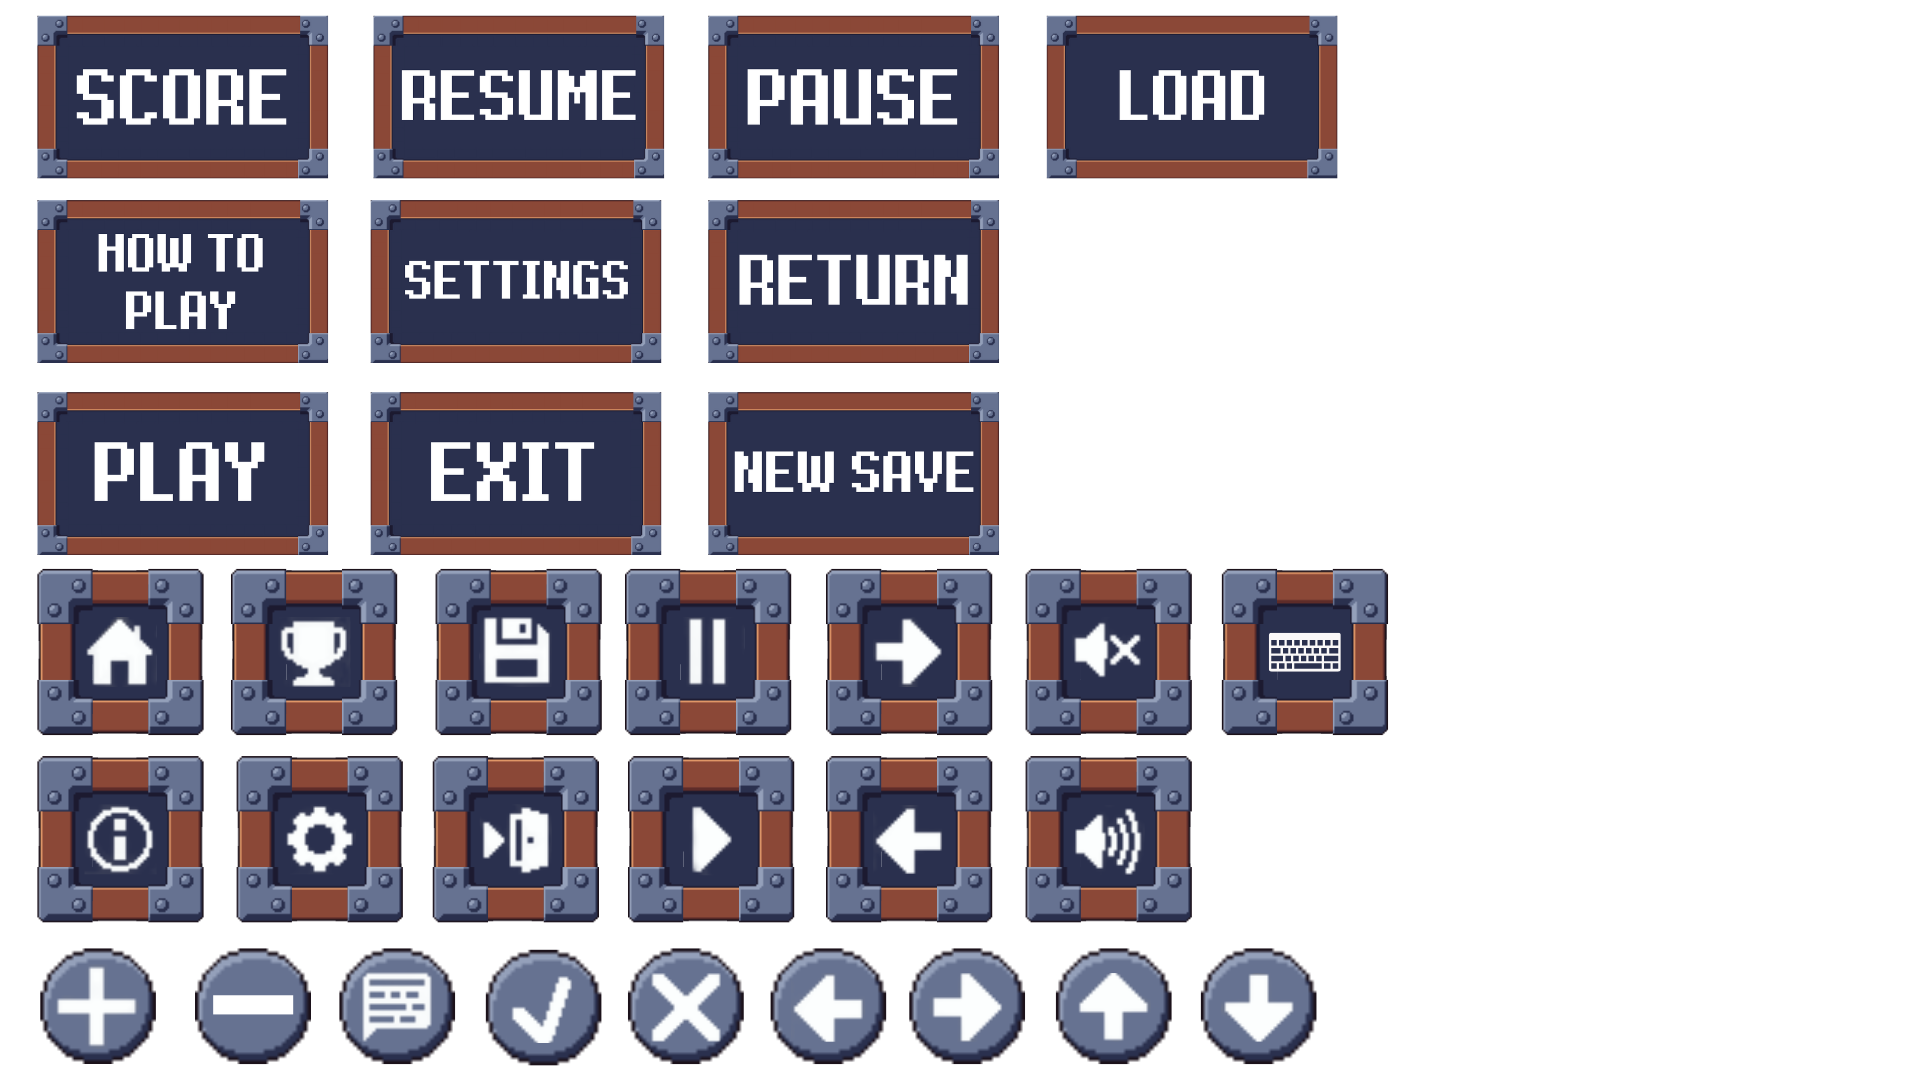 SCORE
RESUME
PAUSE
LOAD
HOW TO
PLAY
SETTINGS
RETURN
PLAY
EXIT
NEW SAVE